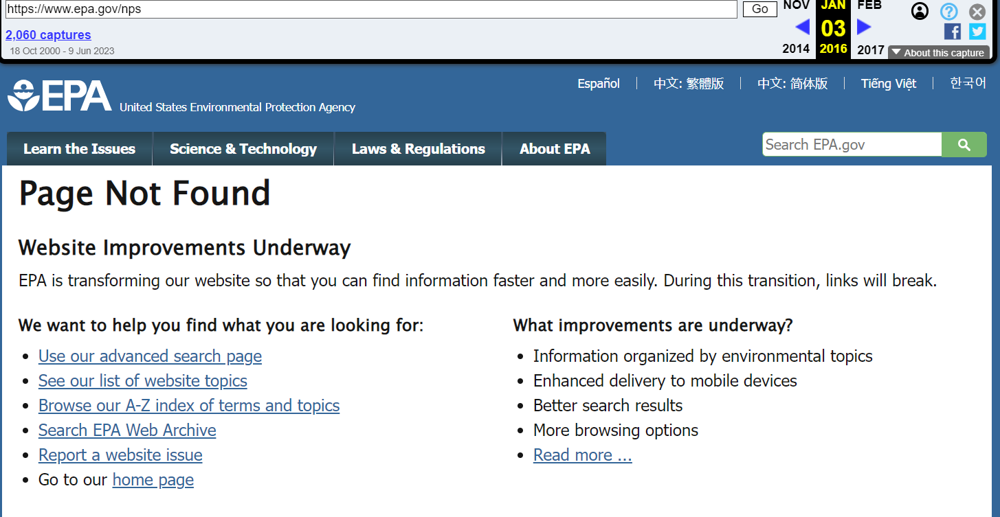 https://www.epa.gov/nps
Go
NOV JAN FEB
03
2014 2016 2017
2,060 captures
18 Oct 2000 - 9 Jun 2023
About this capture
EPA United States Environmental Protection Agency
Español | 中文: 繁體版 | 中文: 简体版 | Tiếng Việt | 한국어
Learn the Issues
Science & Technology
Laws & Regulations
About EPA
Search EPA.gov
Page Not Found
Website Improvements Underway
EPA is transforming our website so that you can find information faster and more easily. During this transition, links will break.
We want to help you find what you are looking for:
Use our advanced search page
See our list of website topics
Browse our A-Z index of terms and topics
Search EPA Web Archive
Report a website issue
Go to our home page
What improvements are underway?
Information organized by environmental topics
Enhanced delivery to mobile devices
Better search results
More browsing options
Read more ...